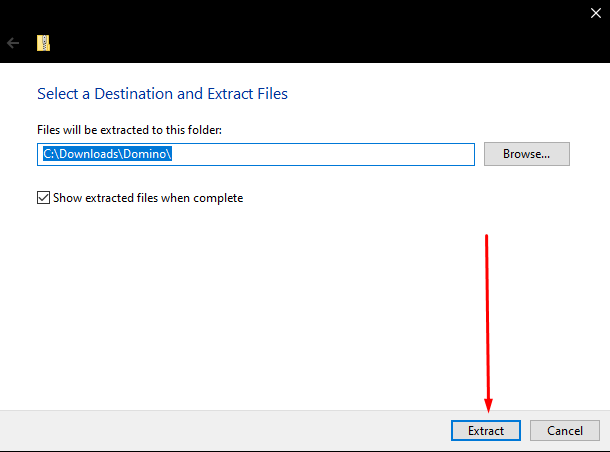 Select a Destination and Extract Files
Files will be extracted to this folder:
C:\Downloads\Domino\
Browse...
Show extracted files when complete
Extract
Cancel